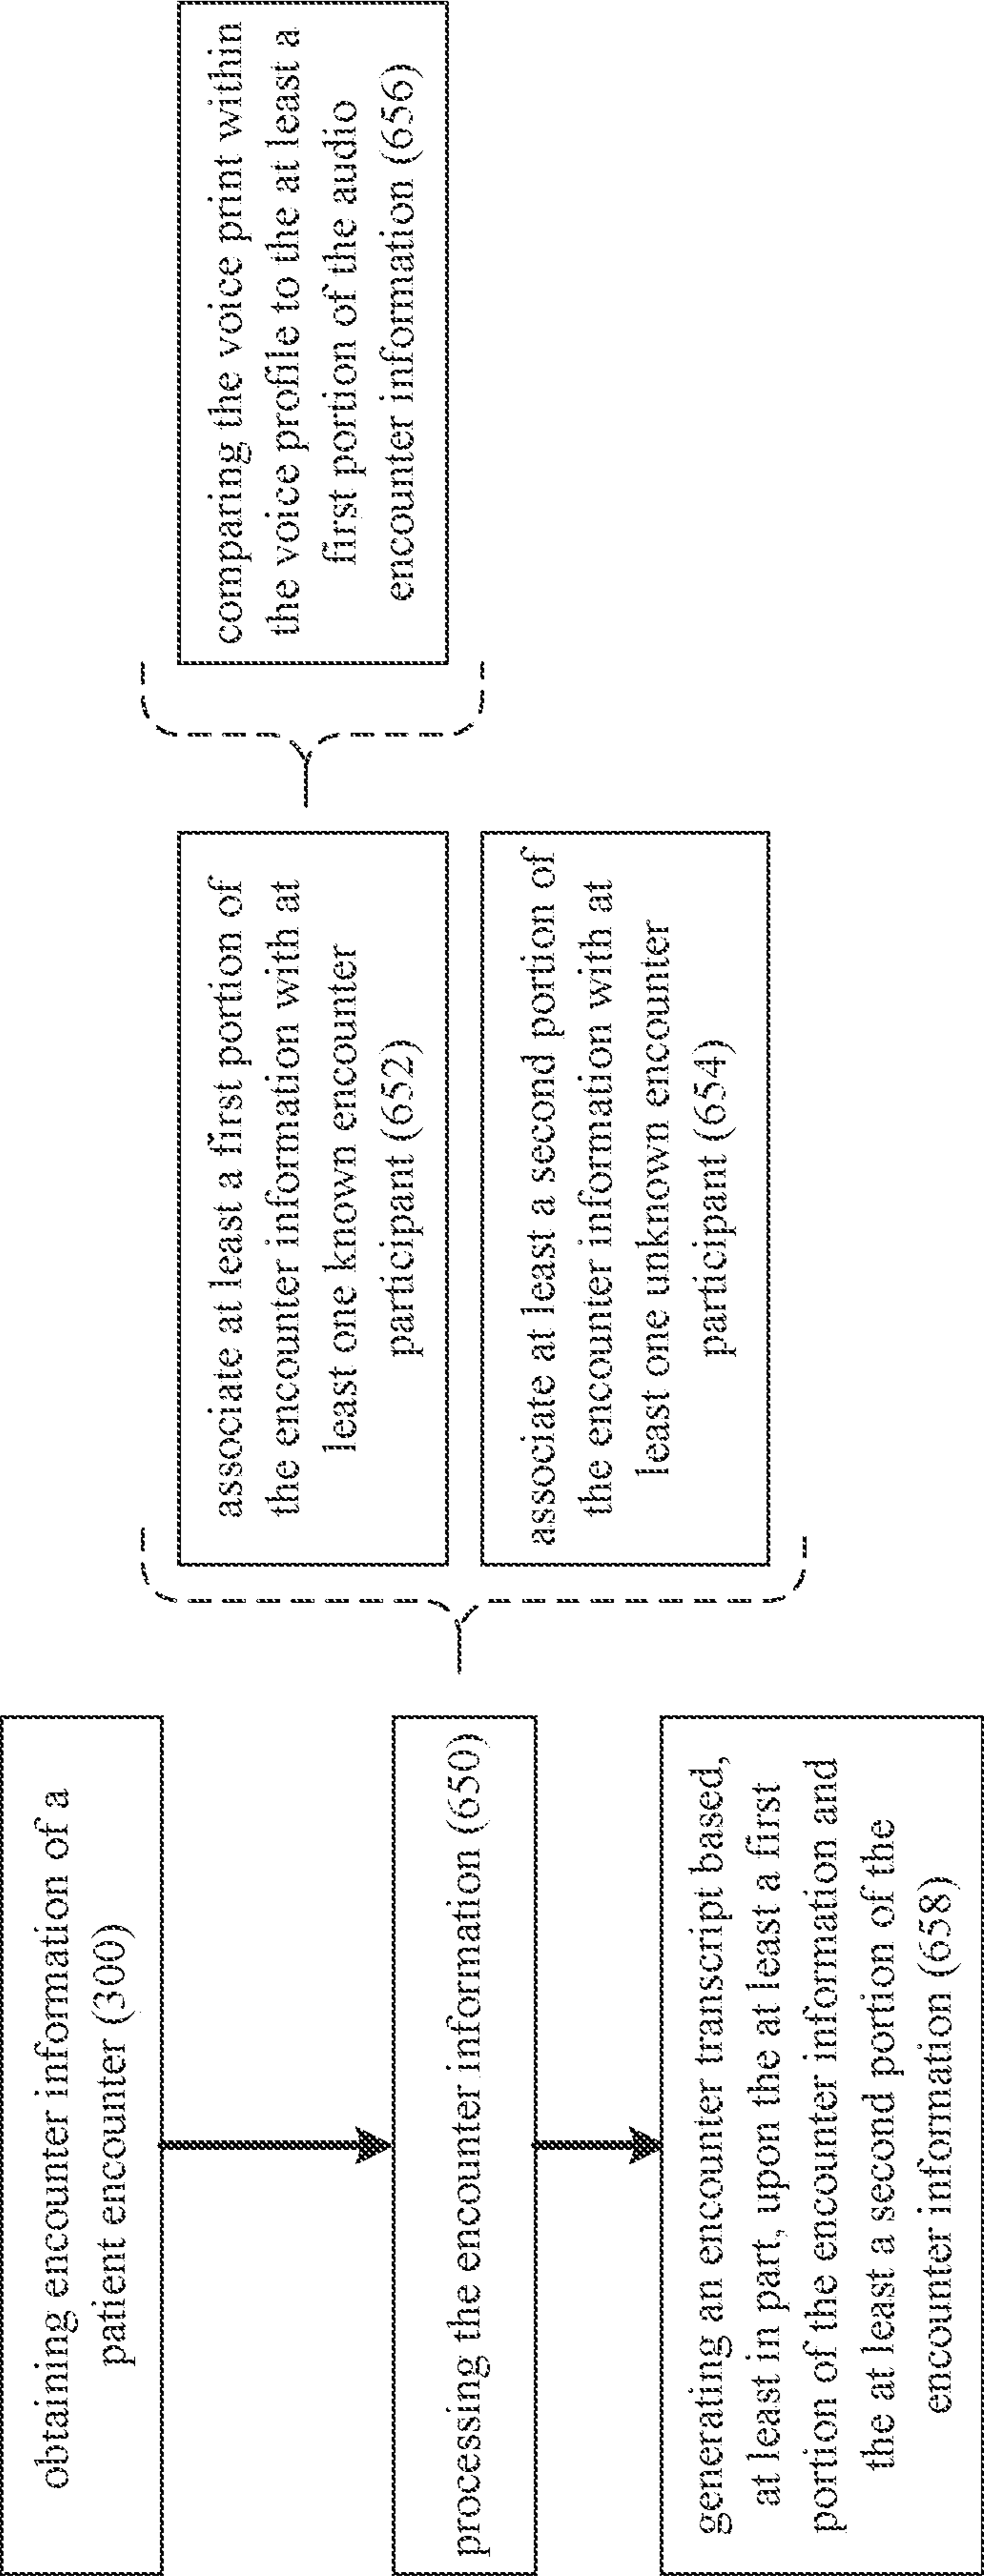 obtaining encounter information of a
patient encounter (300)
processing the encounter information (650)
associate at least a first portion of
the encounter information with at
least one known encounter
participant (652)
comparing the voice print within
the voice profile to the at least a
first portion of the audio
encounter information (656)
associate at least a second portion of
the encounter information with at
least one unknown encounter
participant (654)
generating an encounter transcript based,
at least in part, upon the at least a first
portion of the encounter information and
the at least a second portion of the
encounter information (658)